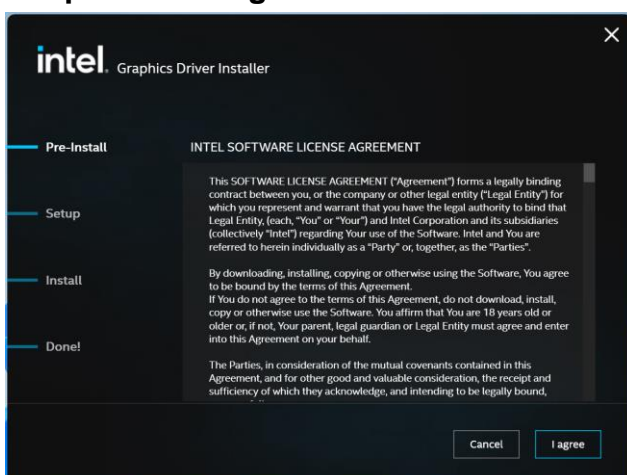 intel. Graphics Driver Installer
Pre-Install
INTEL SOFTWARE LICENSE AGREEMENT
This SOFTWARE LICENSE AGREEMENT ("Agreement") forms a legally binding
contract between you, or the company or other legal entity ("Legal Entity") for
which you represent and warrant that you have the legal authority to bind that
Legal Entity, (each, "You" or "Your") and Intel Corporation and its subsidiaries
(collectively "Intel") regarding Your use of the Software. Intel and You are
referred to herein individually as a "Party" or, together, as the "Parties".
Setup
By downloading, installing, copying or otherwise using the Software, You agree
to be bound by the terms of this Agreement.
If You do not agree to the terms of this Agreement, do not download, install,
copy or otherwise use the Software. You affirm that You are 18 years old or
older or, if not, Your parent, legal guardian or Legal Entity must agree and enter
into this Agreement on your behalf.
Install
Done!
The Parties, in consideration of the mutual covenants contained in this
Agreement, and for other good and valuable consideration, the receipt and
sufficiency of which they acknowledge, and intending to be legally bound,
Cancel
I agree